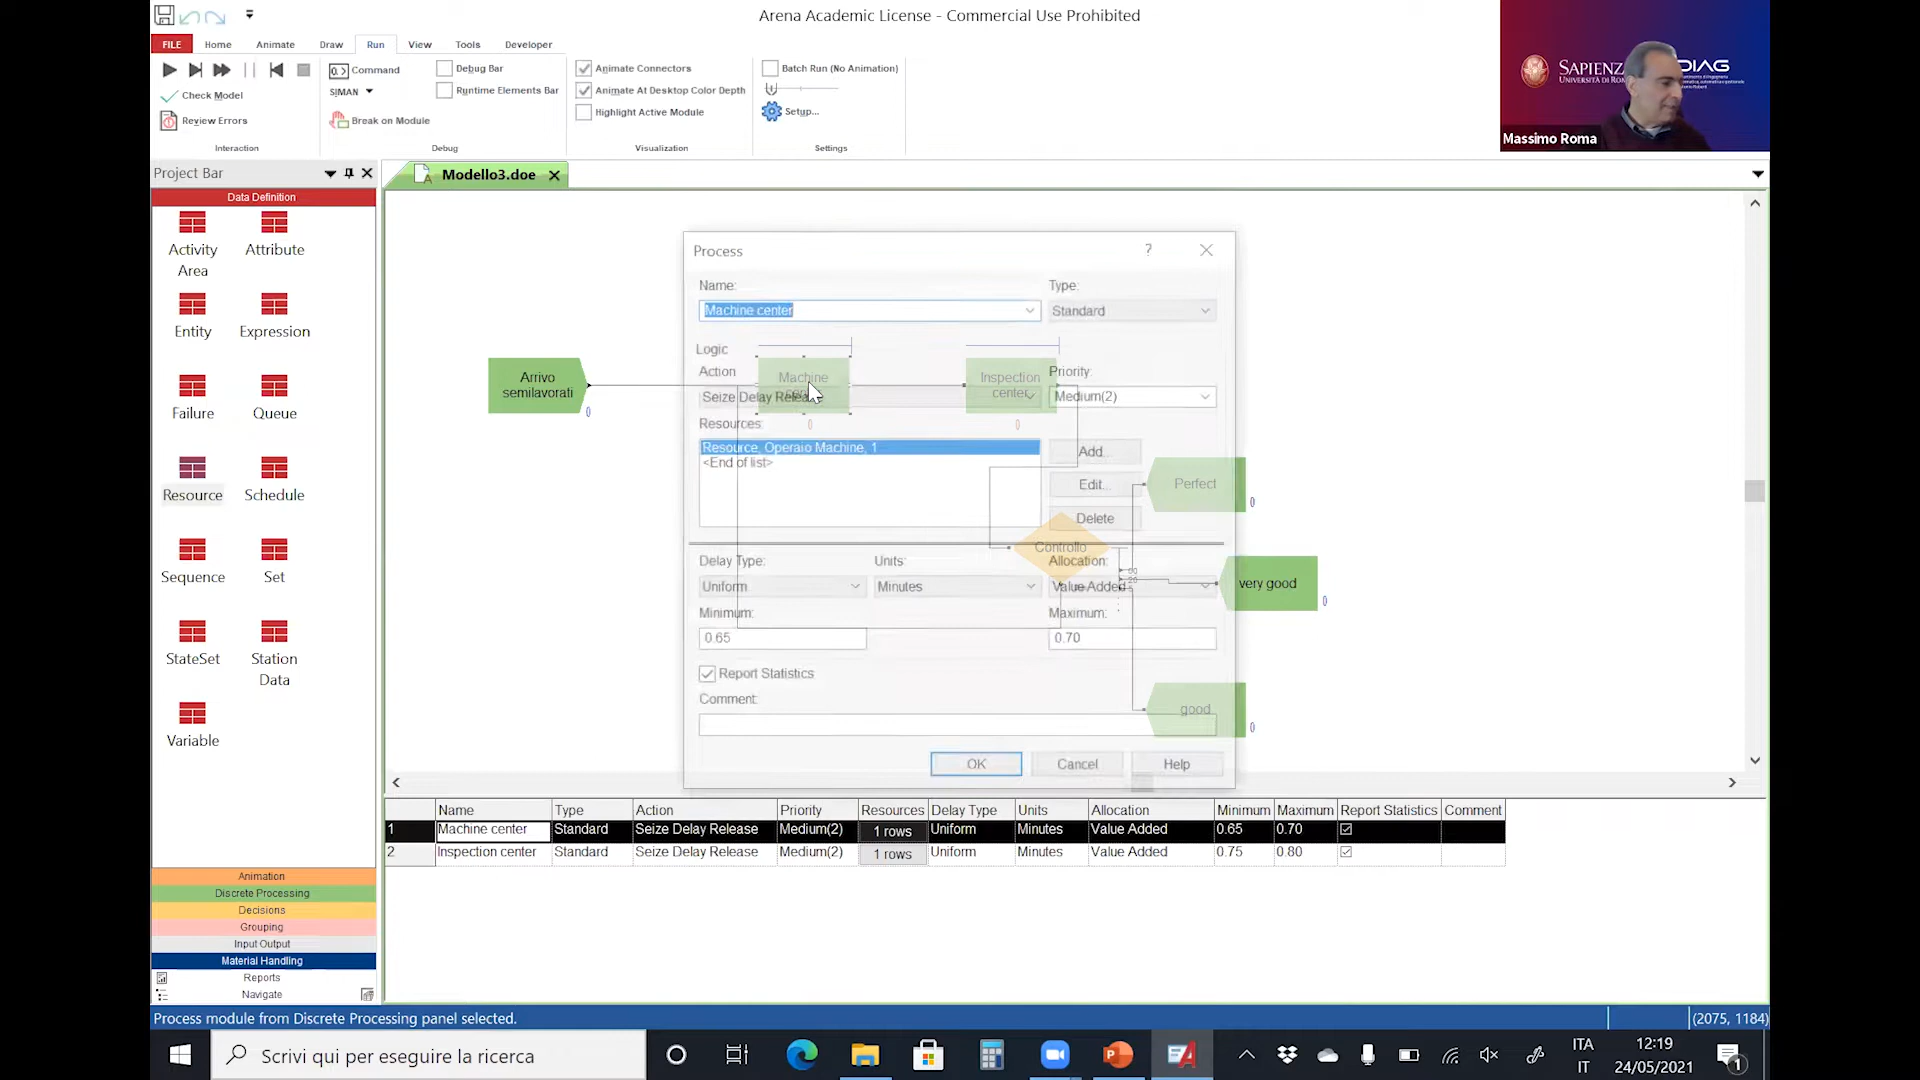 Arena Academic License - Commercial Use Prohibited
FILE Home Animate Draw Run View Tools Developer
Command
SIMAN
Break on Module
Debug
Check Model
Review Errors
Interaction
Debug Bar
Runtime Elements Bar
Animate Connectors
Animate At Desktop Color Depth
Highlight Active Module
Visualization
Batch Run (No Animation)
Setup...
Settings
SAPIENZA
UNIVERSITÀ DI ROMA
DIAG
Massimo Roma
Project Bar
Modello3.doe
Data Definition
Activity Area
Attribute
Entity
Expression
Failure
Queue
Resource
Schedule
Sequence
Set
StateSet
Station Data
Variable
Animation
Discrete Processing
Decisions
Grouping
Input Output
Material Handling
Reports
Navigate
Arrivo
semilavorati
0
Process
?
Name:
Type:
Machine center
Standard
Logic
Action
Priority:
Machine
Inspection
center
Seize Delay Release
Medium(2)
0
0
Resources:
Resource, Operaio Machine, 1
<End of list>
Add...
Edit...
Delete
Perfect
0
Controllo
Delay Type:
Units:
Allocation:
Uniform
Minutes
Value Added
very good
0
Minimum:
Maximum:
0.65
0.70
Report Statistics
Comment:
good
0
OK
Cancel
Help
Name Type Action Priority Resources Delay Type Units Allocation Minimum Maximum Report Statistics Comment
1 Machine center Standard Seize Delay Release Medium(2) 1 rows Uniform Minutes Value Added 0.65 0.70
2 Inspection center Standard Seize Delay Release Medium(2) 1 rows Uniform Minutes Value Added 0.75 0.80
Process module from Discrete Processing panel selected.
(2075, 1184)
Scrivi qui per eseguire la ricerca
ITA
IT
12:19
24/05/2021
1